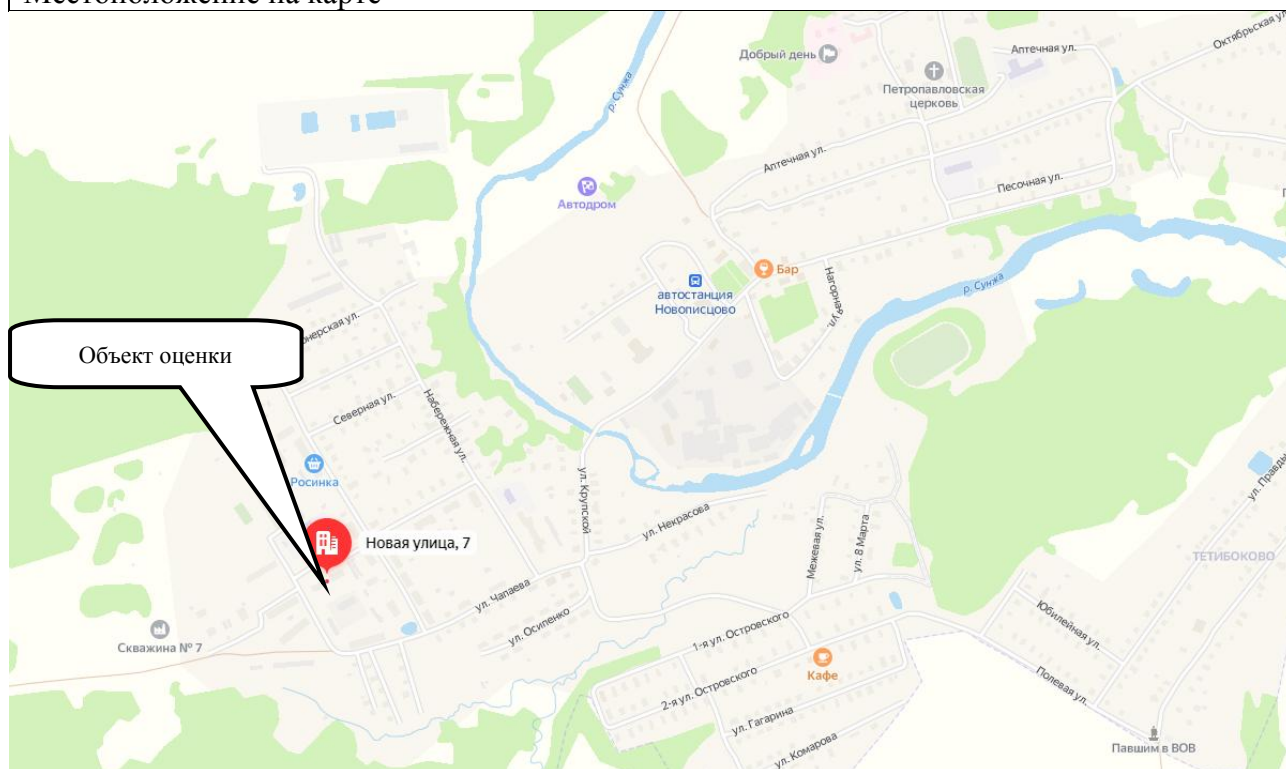 Местоположение на карте
Октябрьская ул.
Добрый день
Аптечная ул.
Петропавловская
церковь
р. Сунжа
Аптечная ул.
Песочная ул.
Автодром
Бар
Нагорная ул.
автостанция
Новописцово
р. Сунжа
Объект оценки
Северная ул.
Набережная ул.
Росинка
ул. Крупской
ул. Правды
ул. Некрасова
Новая улица, 7
Межевая ул.
ул. 8 Марта
ТЕТИБОКОВО
ул. Чапаева
ул. Осипенко
Юбилейная ул.
Скважина № 7
1-я ул. Островского
Кафе
2-я ул. Островского
Полевая ул.
ул. Гагарина
ул. Комарова
Павшим в ВОВ